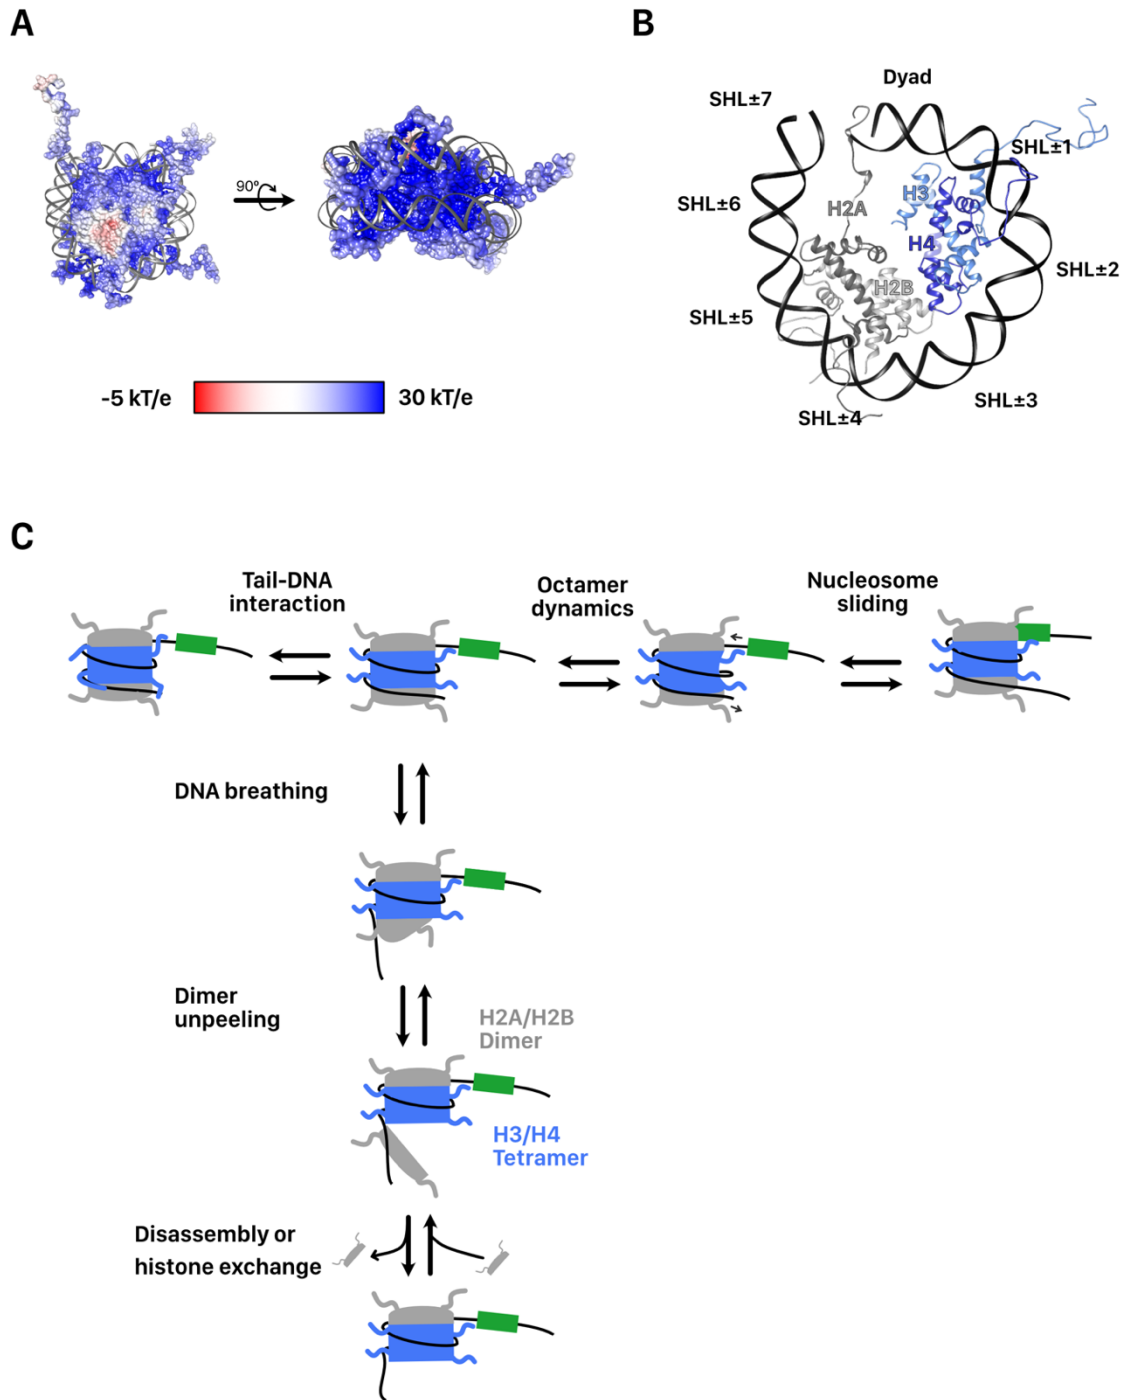 A
90°
-5 kT/e
30 kT/e
B
Dyad
SHL±7
SHL±1
SHL±6
H3
H2A
H4
SHL±2
H2B
SHL±5
SHL±3
SHL±4
C
Tail-DNA
interaction
Octamer
dynamics
Nucleosome
sliding
DNA breathing
Dimer
unpeeling
H2A/H2B
Dimer
H3/H4
Tetramer
Disassembly or
histone exchange